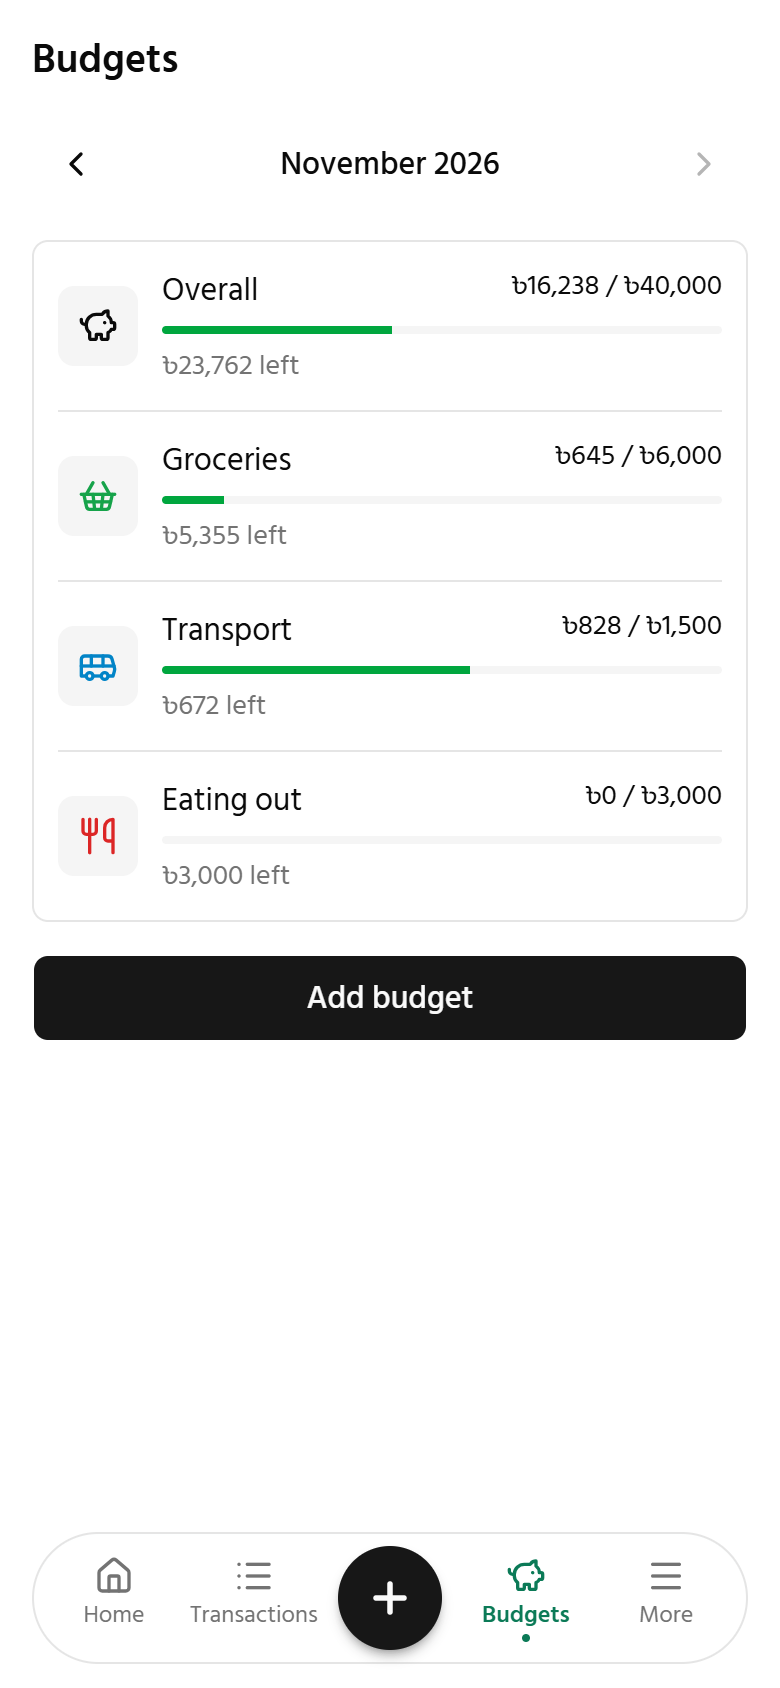 Budgets
November 2026
Overall
৳16,238 / ৳40,000
৳23,762 left
Groceries
৳645 / ৳6,000
৳5,355 left
Transport
৳828 / ৳1,500
৳672 left
Eating out
৳0 / ৳3,000
৳3,000 left
Add budget
Home
Transactions
Budgets
More